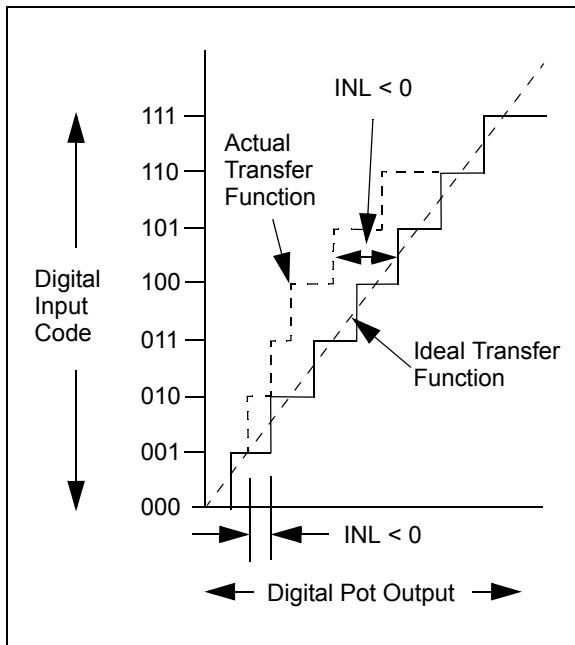 INL < 0
111
Actual
Transfer
Function
110
101
Digital
Input
Code
100
011
Ideal Transfer
Function
010
001
000
INL < 0
Digital Pot Output